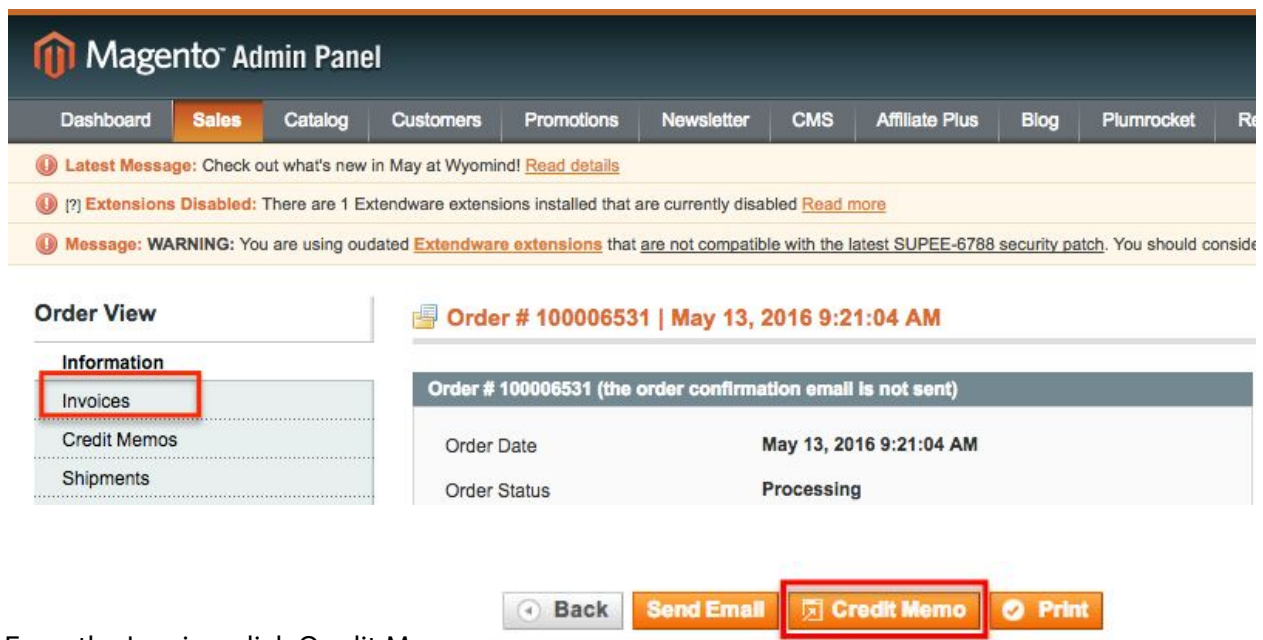 Magento Admin Panel
Dashboard Sales Catalog Customers Promotions Newsletter CMS Affiliate Plus Blog Plumrocket
Latest Message: Check out what's new in May at Wyomind! Read details
[?] Extensions Disabled: There are 1 Extendware extensions installed that are currently disabled Read more
Message: WARNING: You are using oudated Extendware extensions that are not compatible with the latest SUPEE-6788 security patch. You should conside
Order View
Order # 100006531 | May 13, 2016 9:21:04 AM
Information
Invoices
Credit Memos
Shipments
Order # 100006531 (the order confirmation email is not sent)
Order Date May 13, 2016 9:21:04 AM
Order Status Processing
Back Send Email Credit Memo Print